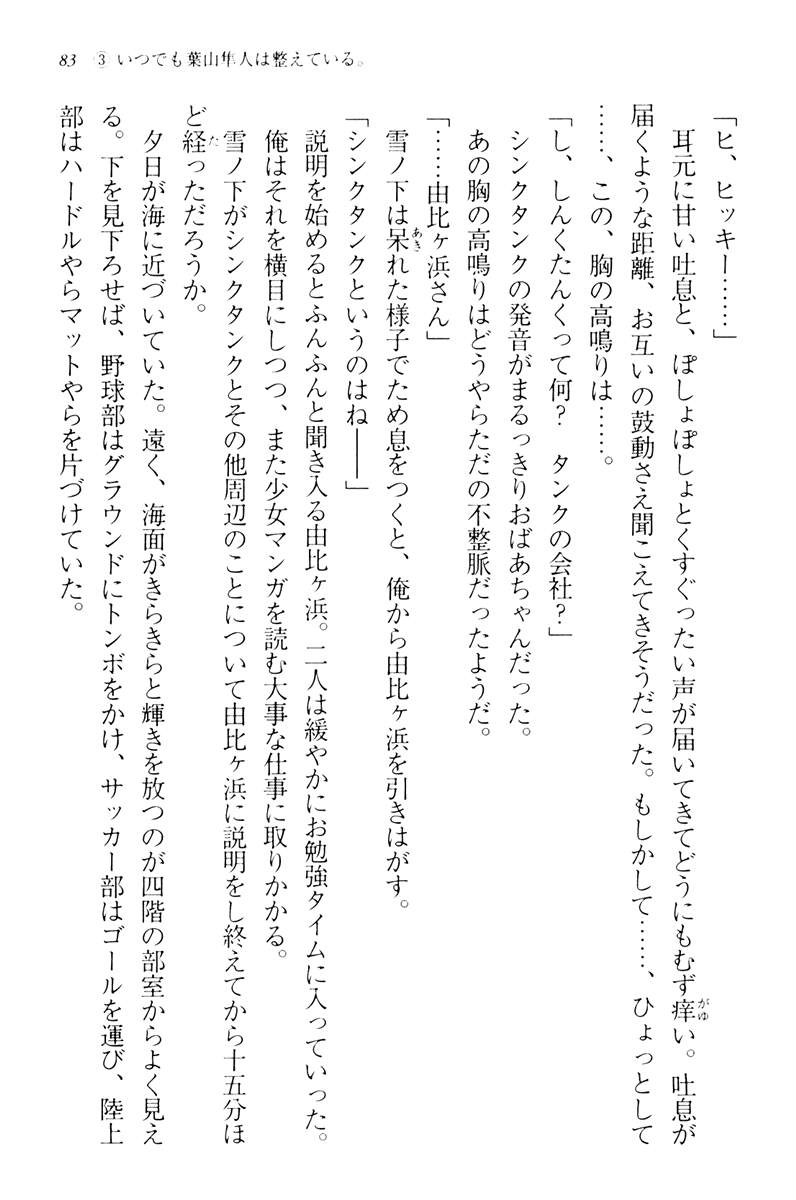 83 ③ いつでも葉山隼人は整えている。
「ヒ、ヒッキー……」
　耳元に甘い吐息と、ぽしょぽしょとくすぐったい声が届いてきてどうにもむず痒い。吐息が
届くような距離、お互いの鼓動さえ聞こえてきそうだった。もしかして……、ひょっとして
……、この、胸の高鳴りは……。
「し、しんくたんくって何？　タンクの会社？」
　シンクタンクの発音がまるっきりおばあちゃんだった。
　あの胸の高鳴りはどうやらただの不整脈だったようだ。
「……由比ヶ浜さん」
　雪ノ下は呆れた様子でため息をつくと、俺から由比ヶ浜を引きはがす。
「シンクタンクというのはね――」
　説明を始めるとふんふんと聞き入る由比ヶ浜。二人は緩やかにお勉強タイムに入っていった。
　俺はそれを横目にしつつ、また少女マンガを読む大事な仕事に取りかかる。
　雪ノ下がシンクタンクとその他周辺のことについて由比ヶ浜に説明をし終えてから十五分ほ
ど経っただろうか。
　夕日が海に近づいていた。遠く、海面がきらきらと輝きを放つのが四階の部室からよく見え
る。下を見下ろせば、野球部はグラウンドにトンボをかけ、サッカー部はゴールを運び、陸上
部はハードルやらマットやらを片づけていた。